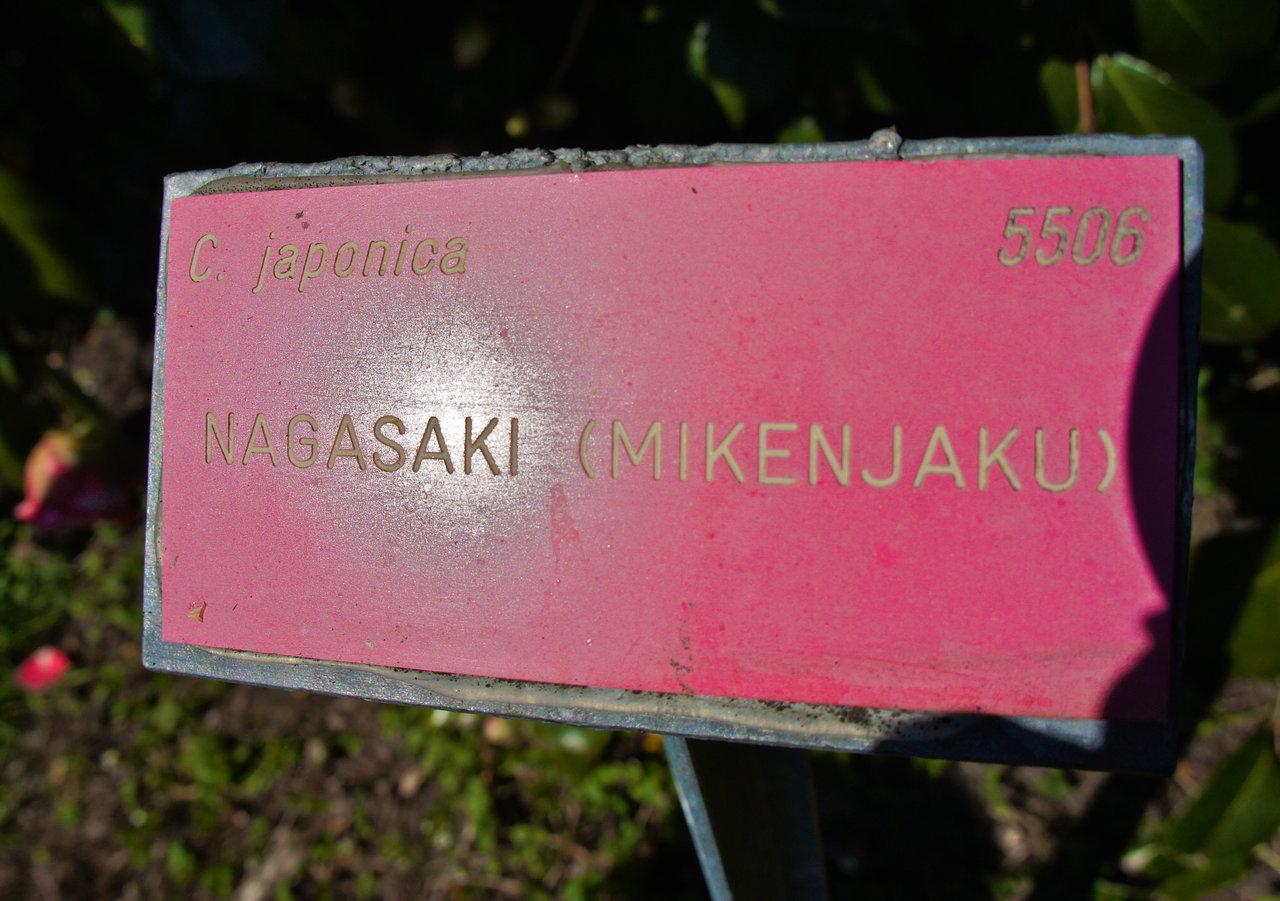 C. japonica 5506
NAGASAKI (MIKENJAKU)